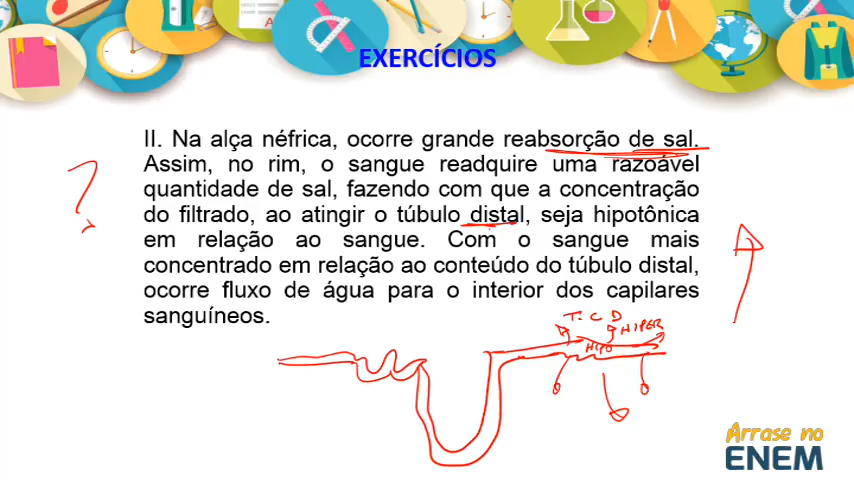 EXERCÍCIOS
II. Na alça néfrica, ocorre grande reabsorção de sal.
Assim, no rim, o sangue readquire uma razoável
quantidade de sal, fazendo com que a concentração
do filtrado, ao atingir o túbulo distal, seja hipotônica
em relação ao sangue. Com o sangue mais
concentrado em relação ao conteúdo do túbulo distal,
ocorre fluxo de água para o interior dos capilares
sanguíneos.
?
T. C D
HIPER
HIPO
Arrase no
ENEM